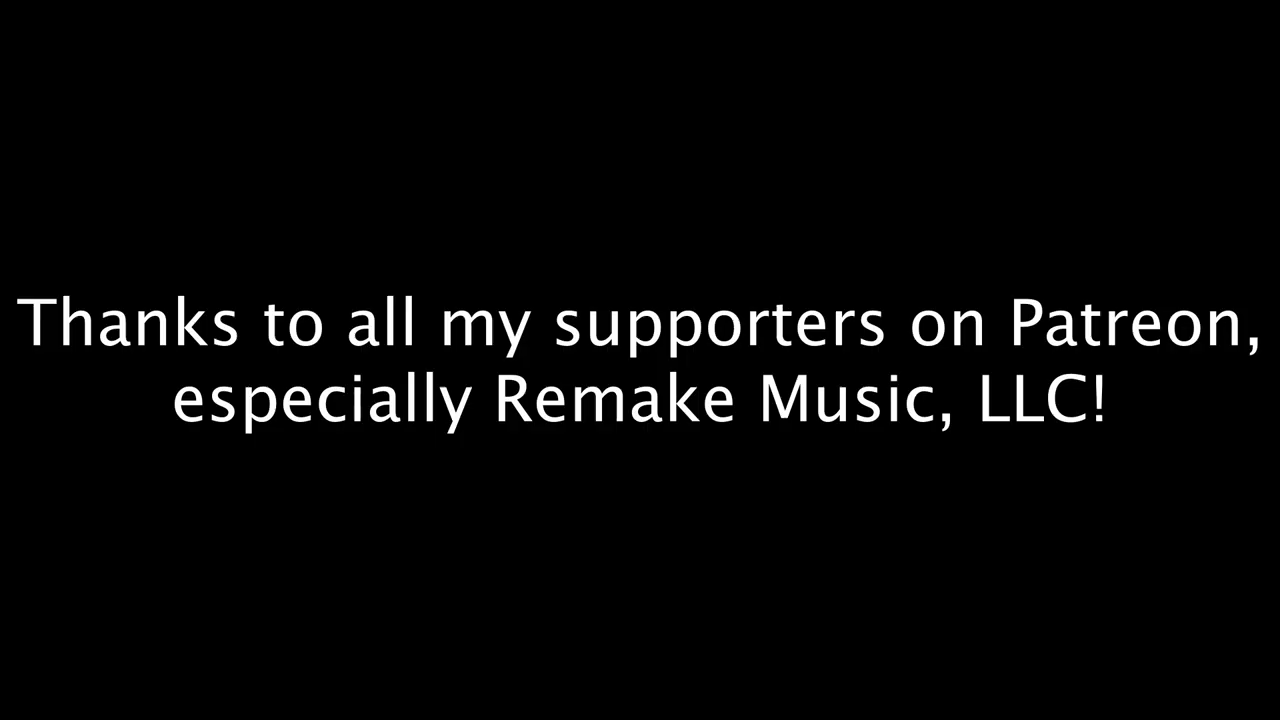 Thanks to all my supporters on Patreon,
especially Remake Music, LLC!